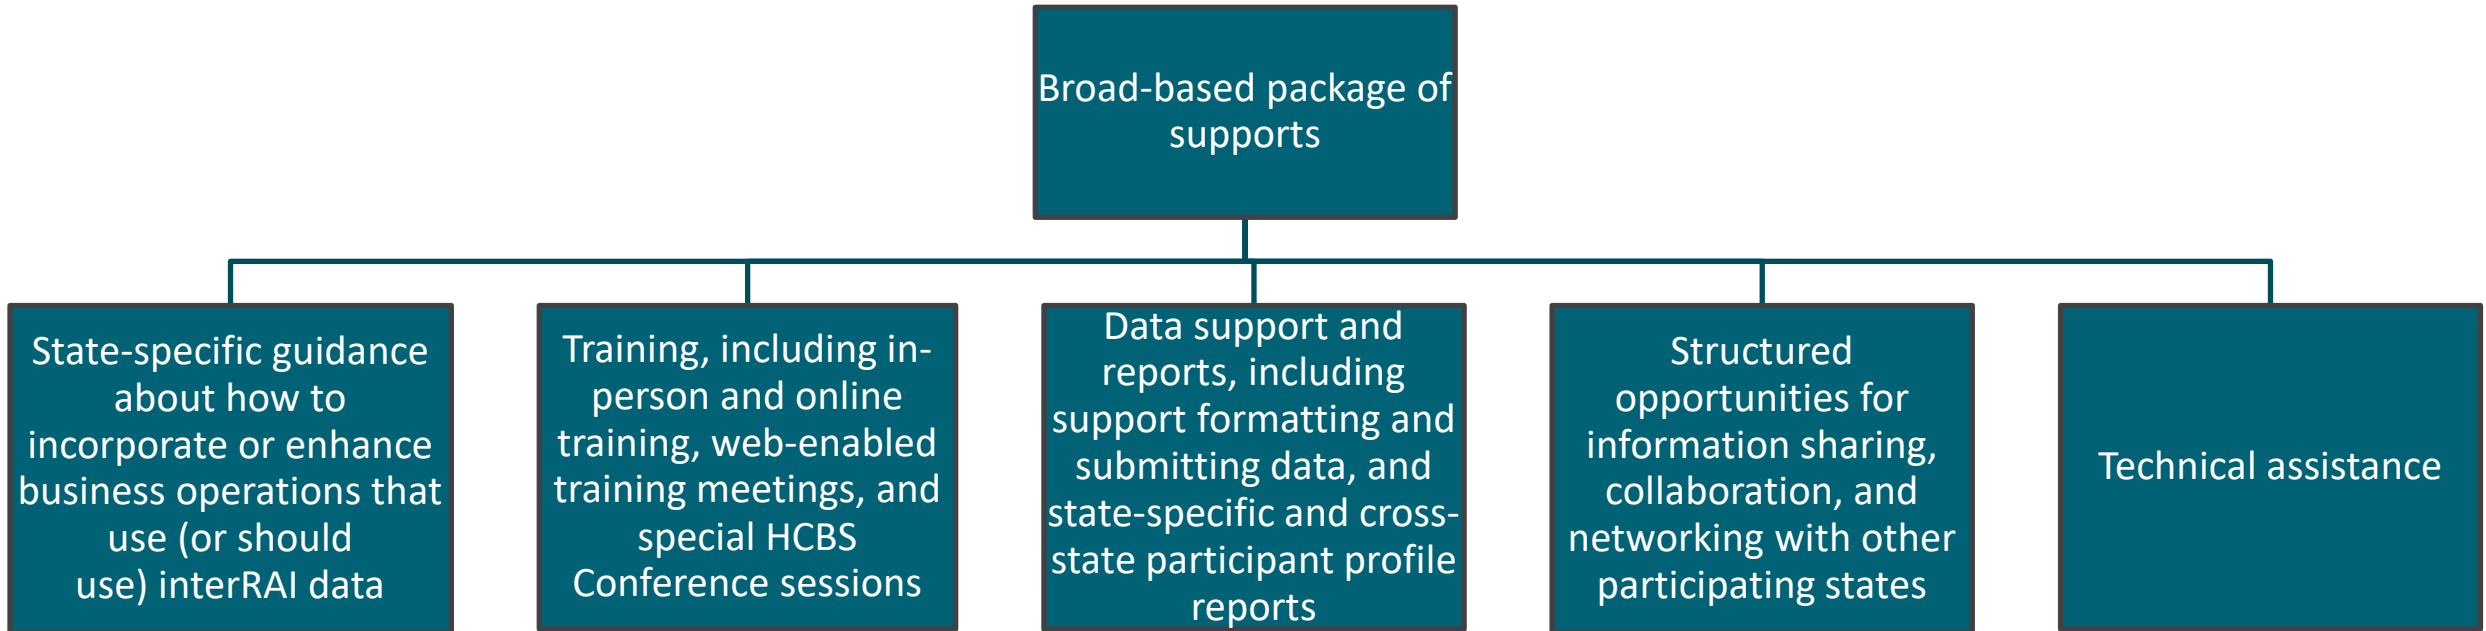 Broad-based package of
supports
State-specific guidance
about how to
incorporate or enhance
business operations that
use (or should
use) interRAI data
Training, including in-
person and online
training, web-enabled
training meetings, and
special HCBS
Conference sessions
Data support and
reports, including
support formatting and
submitting data, and
state-specific and cross-
state participant profile
reports
Structured
opportunities for
information sharing,
collaboration, and
networking with other
participating states
Technical assistance